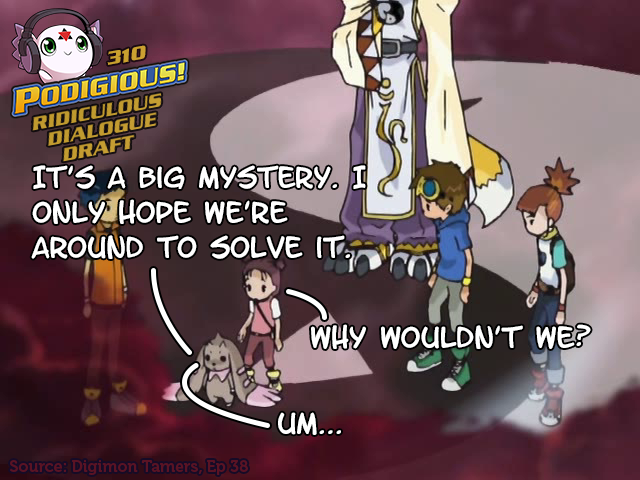 310
PODIGIOUS!
RIDICULOUS
DIALOGUE
DRAFT
IT'S A BIG MYSTERY. I
ONLY HOPE WE'RE
AROUND TO SOLVE IT.
WHY WOULDN'T WE?
UM...
Source: Digimon Tamers, Ep 38